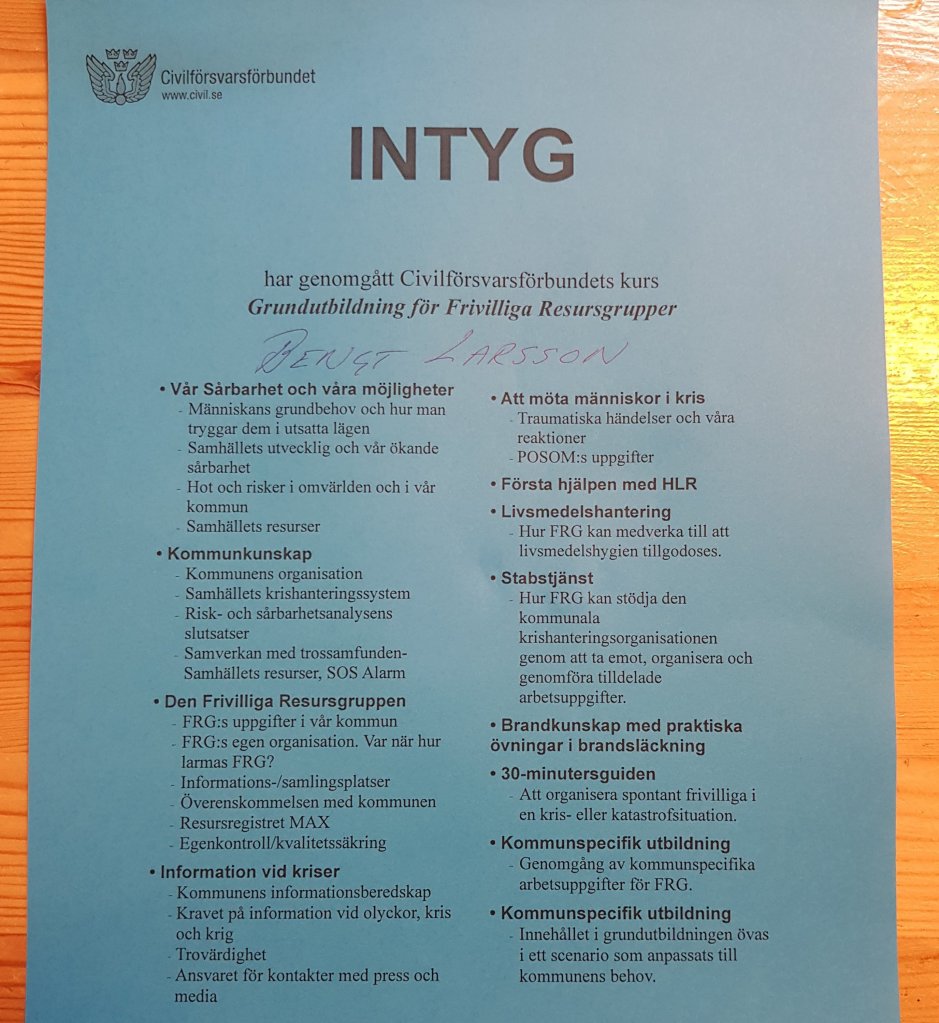 Civilförsvarsförbundet
www.civil.se
INTYG
har genomgått Civilförsvarsförbundets kurs
Grundutbildning för Frivilliga Resursgrupper
BENGT LARSSON
• Vår Sårbarhet och våra möjligheter
- Människans grundbehov och hur man
tryggar dem i utsatta lägen
- Samhällets utvecklig och vår ökande
sårbarhet
- Hot och risker i omvärlden och i vår
kommun
- Samhällets resurser
• Kommunkunskap
- Kommunens organisation
- Samhällets krishanteringssystem
- Risk- och sårbarhetsanalysens
slutsatser
- Samverkan med trossamfunden-
Samhällets resurser, SOS Alarm
• Den Frivilliga Resursgruppen
- FRG:s uppgifter i vår kommun
- FRG:s egen organisation. Var när hur
larmas FRG?
- Informations-/samlingsplatser
- Överenskommelsen med kommunen
- Resursregistret MAX
- Egenkontroll/kvalitetssäkring
• Information vid kriser
- Kommunens informationsberedskap
- Kravet på information vid olyckor, kris
och krig
- Trovärdighet
- Ansvaret för kontakter med press och
media
• Att möta människor i kris
- Traumatiska händelser och våra
reaktioner
- POSOM:s uppgifter
• Första hjälpen med HLR
• Livsmedelshantering
- Hur FRG kan medverka till att
livsmedelshygien tillgodoses.
• Stabstjänst
- Hur FRG kan stödja den
kommunala
krishanteringsorganisationen
genom att ta emot, organisera och
genomföra tilldelade
arbetsuppgifter.
• Brandkunskap med praktiska
övningar i brandsläckning
• 30-minutersguiden
- Att organisera spontant frivilliga i
en kris- eller katastrofsituation.
• Kommunspecifik utbildning
- Genomgång av kommunspecifika
arbetsuppgifter för FRG.
• Kommunspecifik utbildning
- Innehållet i grundutbildningen övas
i ett scenario som anpassats till
kommunens behov.